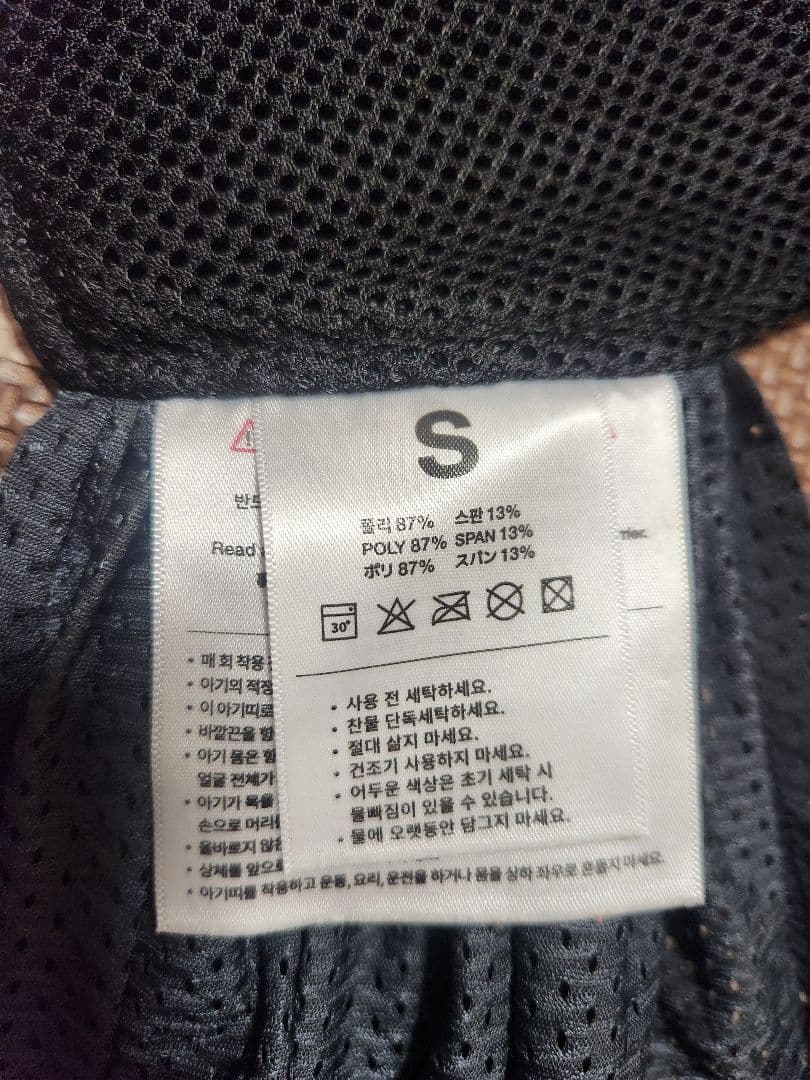 S
폴리 87% 스판 13%
POLY 87% SPAN 13%
ポリ 87% スパン 13%
30°
• 사용 전 세탁하세요.
• 찬물 단독세탁하세요.
• 절대 삶지 마세요.
• 건조기 사용하지 마세요.
• 어두운 색상은 초기 세탁 시
물빠짐이 있을 수 있습니다.
• 물에 오랫동안 담그지 마세요.
Read
• 매 회 착용
• 아기의 적정
• 이 아기띠로
• 바깥끈을
• 아기 몸은
얼굴 전체가
• 아기가 목을
손으로 머리
• 올바르지 않은
• 상체를 앞으로
• 아기띠를 착용하고 운동, 요리, 운전을 하거나 몸을 상하 좌우로 흔들지 마세요.